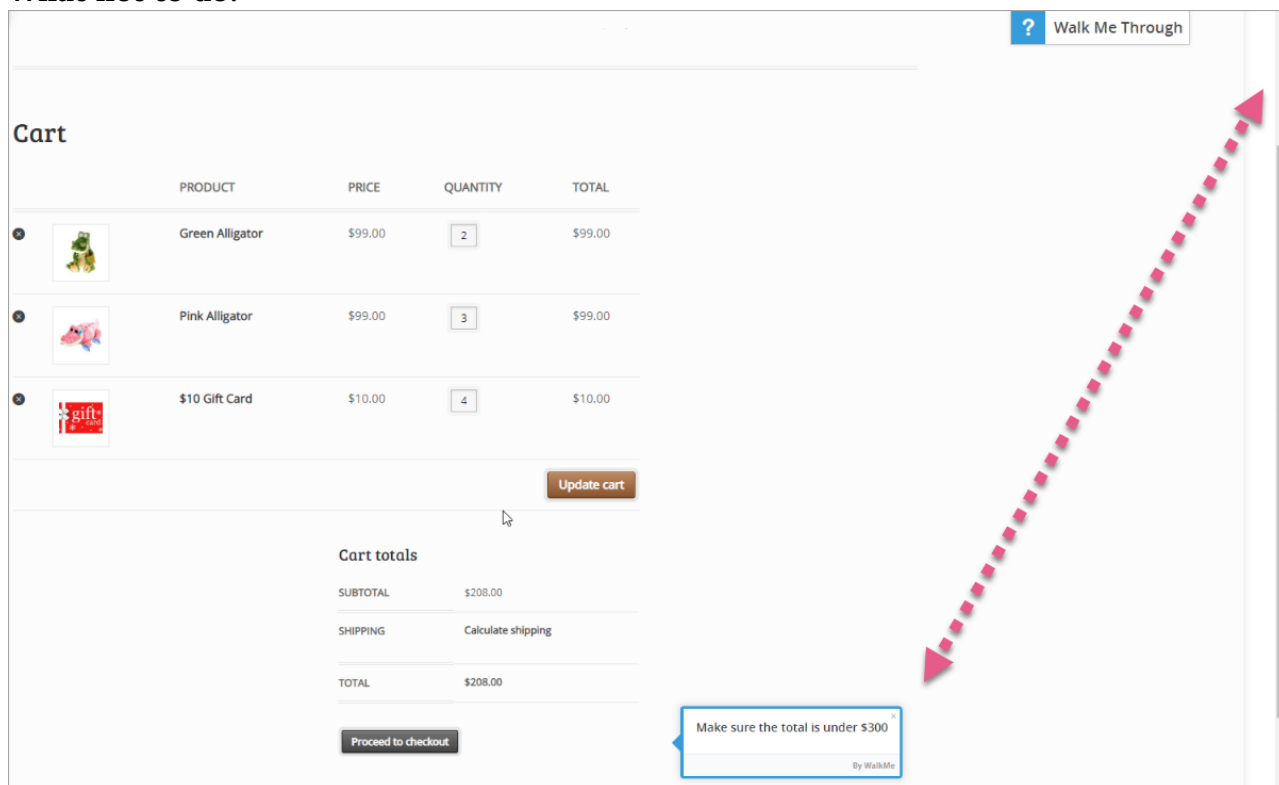 ? Walk Me Through
Cart
PRODUCT PRICE QUANTITY TOTAL
Green Alligator $99.00 2 $99.00
Pink Alligator $99.00 3 $99.00
gift
card
$10 Gift Card $10.00 4 $10.00
Update cart
Cart totals
SUBTOTAL $208.00
SHIPPING Calculate shipping
TOTAL $208.00
Make sure the total is under $300
Proceed to checkout
By WalkMe